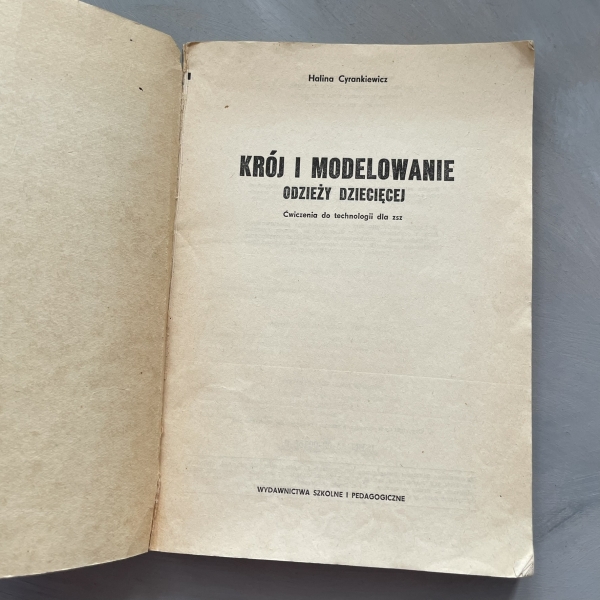 Halina Cyrankiewicz
KRÓJ I MODELOWANIE
ODZIEŻY DZIECIĘCEJ
Ćwiczenia do technologii dla zsz
WYDAWNICTWA SZKOLNE I PEDAGOGICZNE